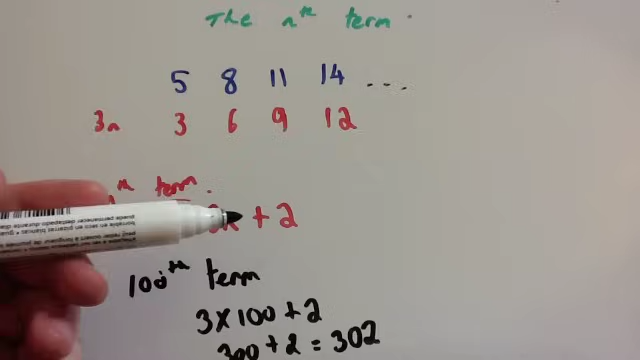 The nth term.
5 8 11 14 ...
3n 3 6 9 12
th term.
+ 2
100th term
3 x 100 + 2
300 + 2 = 302